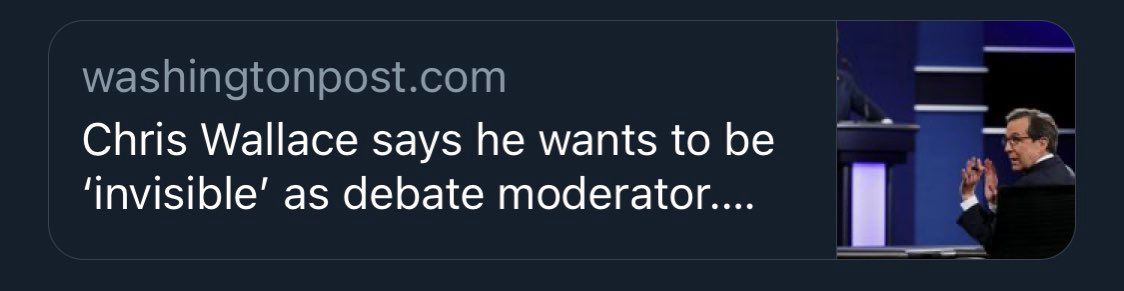 washingtonpost.com
Chris Wallace says he wants to be
‘invisible’ as debate moderator....